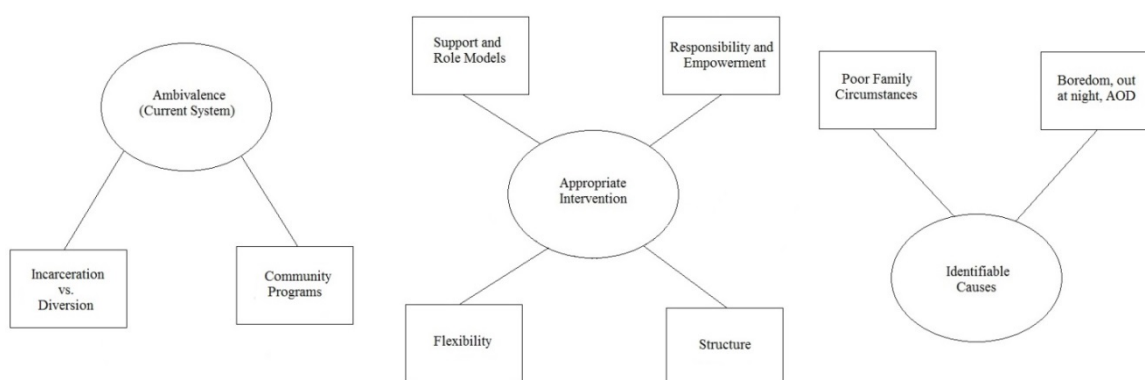 Ambivalence
(Current System)
Incarceration
vs.
Diversion
Community
Programs
Support and
Role Models
Responsibility and
Empowerment
Appropriate
Intervention
Flexibility
Structure
Poor Family
Circumstances
Boredom, out
at night, AOD
Identifiable
Causes